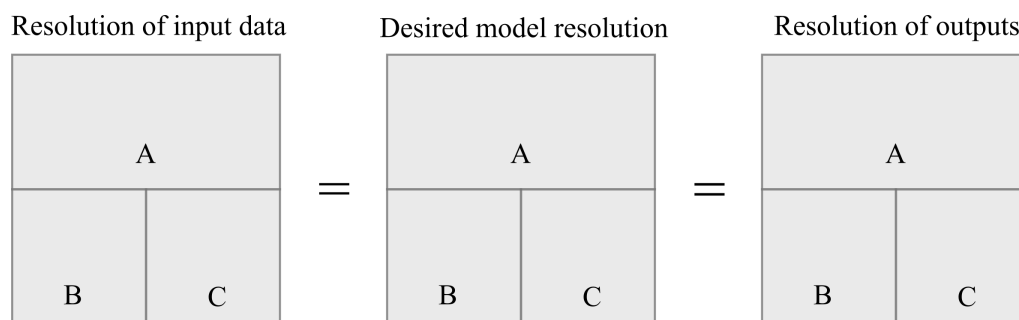 Resolution of input data
Desired model resolution
Resolution of outputs
A
=
A
=
A
B C
B C
B C